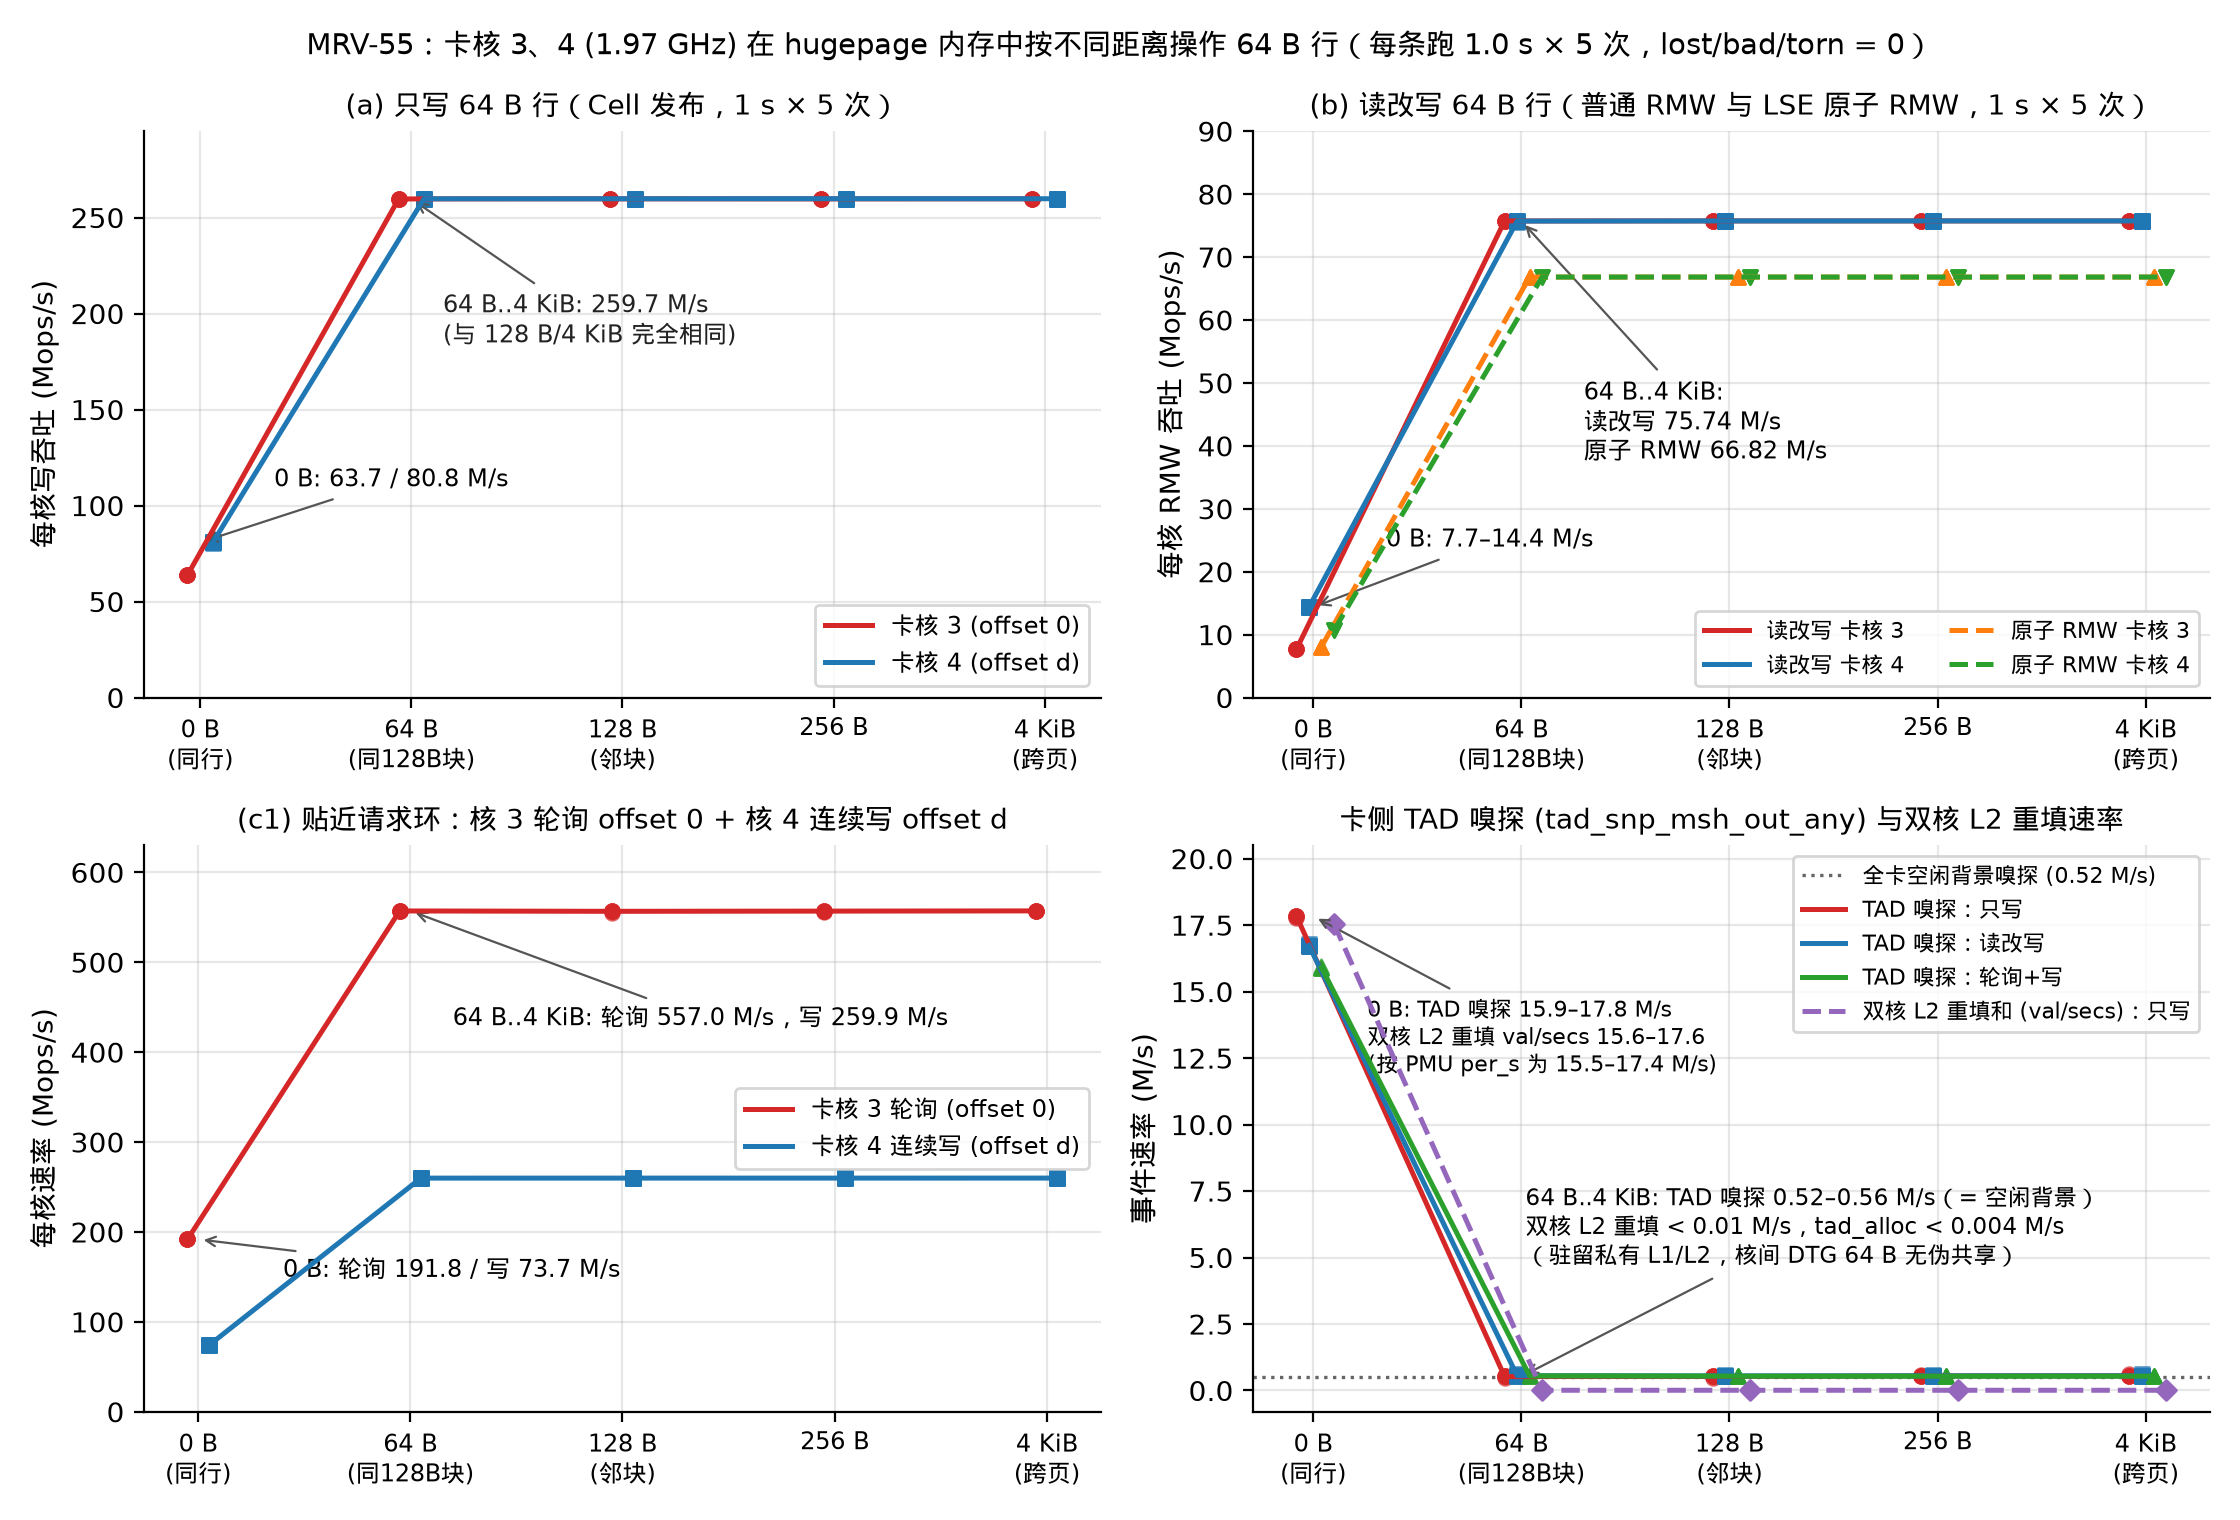 MRV-55：卡核 3、4 (1.97 GHz) 在 hugepage 内存中按不同距离操作 64 B 行（每条跑 1.0 s × 5 次，lost/bad/torn = 0）
(a) 只写 64 B 行（Cell 发布，1 s × 5 次）
每核写吞吐 (Mops/s)
250
200
150
100
50
0
64 B..4 KiB: 259.7 M/s
(与 128 B/4 KiB 完全相同)
0 B: 63.7 / 80.8 M/s
卡核 3 (offset 0)
卡核 4 (offset d)
0 B
(同行)
64 B
(同128B块)
128 B
(邻块)
256 B
4 KiB
(跨页)
(b) 读改写 64 B 行（普通 RMW 与 LSE 原子 RMW，1 s × 5 次）
每核 RMW 吞吐 (Mops/s)
90
80
70
60
50
40
30
20
10
0
64 B..4 KiB:
读改写 75.74 M/s
原子 RMW 66.82 M/s
0 B: 7.7–14.4 M/s
读改写 卡核 3
读改写 卡核 4
原子 RMW 卡核 3
原子 RMW 卡核 4
0 B
(同行)
64 B
(同128B块)
128 B
(邻块)
256 B
4 KiB
(跨页)
(c1) 贴近请求环：核 3 轮询 offset 0 + 核 4 连续写 offset d
每核速率 (Mops/s)
600
500
400
300
200
100
0
64 B..4 KiB: 轮询 557.0 M/s，写 259.9 M/s
卡核 3 轮询 (offset 0)
卡核 4 连续写 (offset d)
0 B: 轮询 191.8 / 写 73.7 M/s
0 B
(同行)
64 B
(同128B块)
128 B
(邻块)
256 B
4 KiB
(跨页)
卡侧 TAD 嗅探 (tad_snp_msh_out_any) 与双核 L2 重填速率
事件速率 (M/s)
20.0
17.5
15.0
12.5
10.0
7.5
5.0
2.5
0.0
全卡空闲背景嗅探 (0.52 M/s)
TAD 嗅探：只写
TAD 嗅探：读改写
TAD 嗅探：轮询+写
双核 L2 重填和 (val/secs)：只写
0 B: TAD 嗅探 15.9–17.8 M/s
双核 L2 重填 val/secs 15.6–17.6
(按 PMU per_s 为 15.5–17.4 M/s)
64 B..4 KiB: TAD 嗅探 0.52–0.56 M/s（= 空闲背景）
双核 L2 重填 < 0.01 M/s，tad_alloc < 0.004 M/s
（驻留私有 L1/L2，核间 DTG 64 B 无伪共享）
0 B
(同行)
64 B
(同128B块)
128 B
(邻块)
256 B
4 KiB
(跨页)